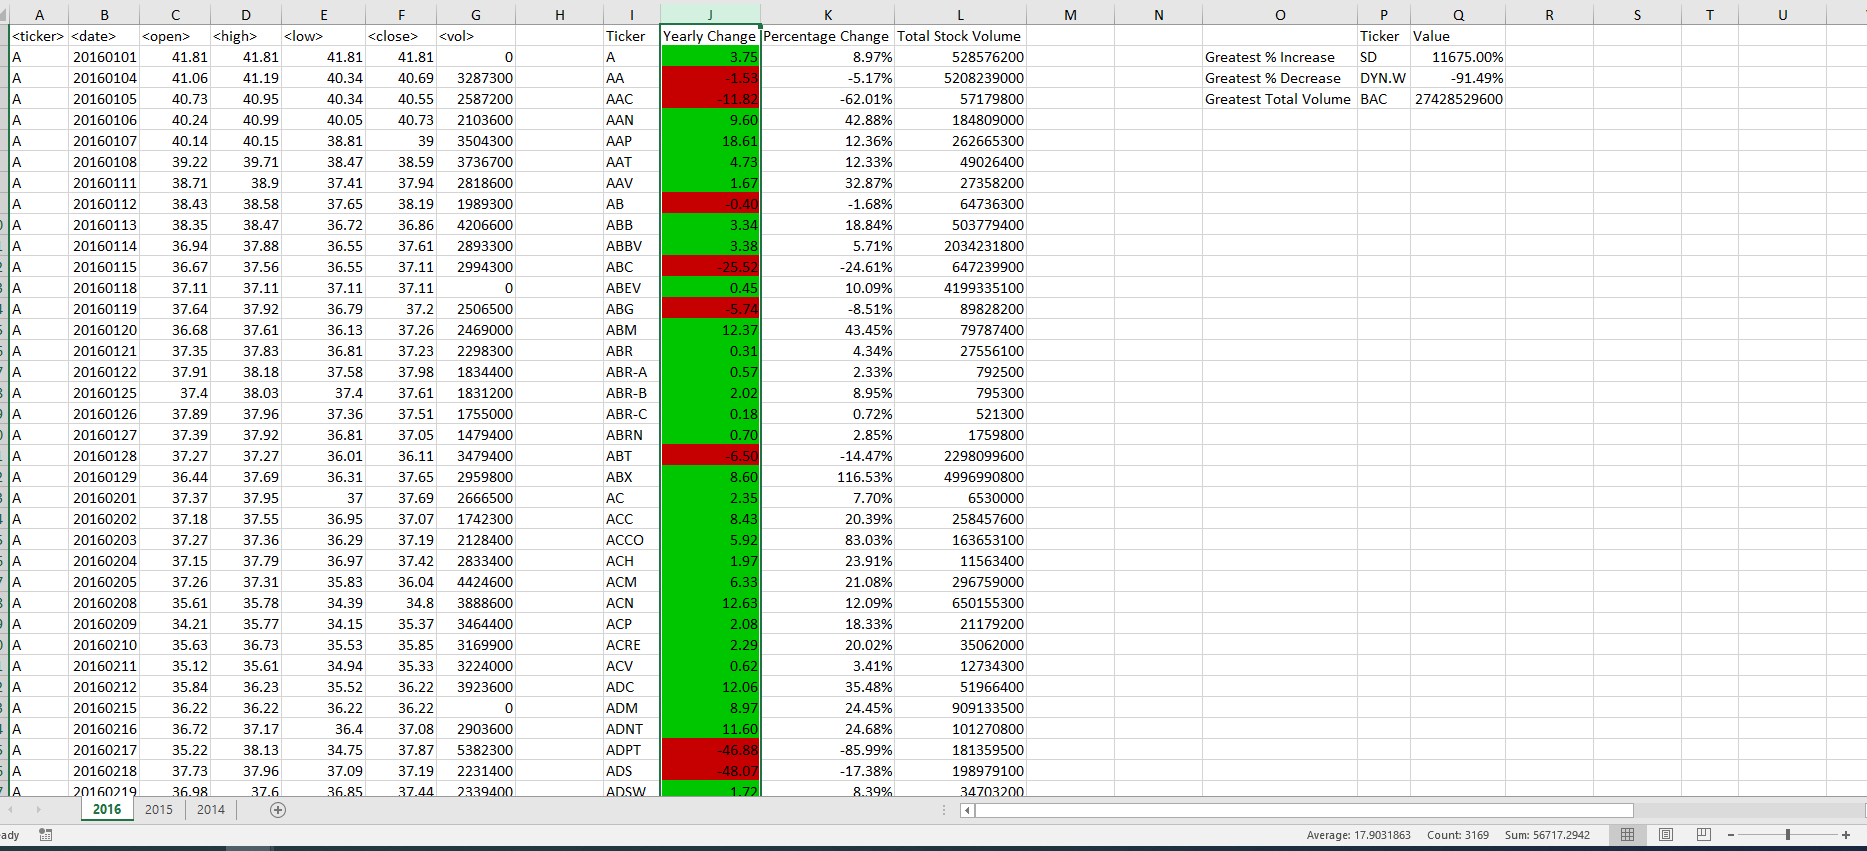 A B C D E F G H I J K L M N O P Q R S T U
<ticker> <date> <open> <high> <low> <close> <vol> Ticker Yearly Change Percentage Change Total Stock Volume Ticker Value
A 20160101 41.81 41.81 41.81 41.81 0 A 3.75 8.97% 528576200 Greatest % Increase SD 11675.00%
A 20160104 41.06 41.19 40.34 40.69 3287300 AA -1.53 -5.17% 5208239000 Greatest % Decrease DYN.W -91.49%
A 20160105 40.73 40.95 40.34 40.55 2587200 AAC -11.82 -62.01% 57179800 Greatest Total Volume BAC 27428529600
A 20160106 40.24 40.99 40.05 40.73 2103600 AAN 9.60 42.88% 184809000
A 20160107 40.14 40.15 38.81 39 3504300 AAP 18.61 12.36% 262665300
A 20160108 39.22 39.71 38.47 38.59 3736700 AAT 4.73 12.33% 49026400
A 20160111 38.71 38.9 37.41 37.94 2818600 AAV 1.67 32.87% 27358200
A 20160112 38.43 38.58 37.65 38.19 1989300 AB -0.40 -1.68% 64736300
A 20160113 38.35 38.47 36.72 36.86 4206600 ABB 3.34 18.84% 503779400
A 20160114 36.94 37.88 36.55 37.61 2893300 ABBV 3.38 5.71% 2034231800
A 20160115 36.67 37.56 36.55 37.11 2994300 ABC -25.52 -24.61% 647239900
A 20160118 37.11 37.11 37.11 37.11 0 ABEV 0.45 10.09% 4199335100
A 20160119 37.64 37.92 36.79 37.2 2506500 ABG -5.74 -8.51% 89828200
A 20160120 36.68 37.61 36.13 37.26 2469000 ABM 12.37 43.45% 79787400
A 20160121 37.35 37.83 36.81 37.23 2298300 ABR 0.31 4.34% 27556100
A 20160122 37.91 38.18 37.58 37.98 1834400 ABR-A 0.57 2.33% 792500
A 20160125 37.4 38.03 37.4 37.61 1831200 ABR-B 2.02 8.95% 795300
A 20160126 37.89 37.96 37.36 37.51 1755000 ABR-C 0.18 0.72% 521300
A 20160127 37.39 37.92 36.81 37.05 1479400 ABRN 0.70 2.85% 1759800
A 20160128 37.27 37.27 36.01 36.11 3479400 ABT -6.50 -14.47% 2298099600
A 20160129 36.44 37.69 36.31 37.65 2959800 ABX 8.60 116.53% 4996990800
A 20160201 37.37 37.95 37 37.69 2666500 AC 2.35 7.70% 6530000
A 20160202 37.18 37.55 36.95 37.07 1742300 ACC 8.43 20.39% 258457600
A 20160203 37.27 37.36 36.29 37.19 2128400 ACCO 5.92 83.03% 163653100
A 20160204 37.15 37.79 36.97 37.42 2833400 ACH 1.97 23.91% 11563400
A 20160205 37.26 37.31 35.83 36.04 4424600 ACM 6.33 21.08% 296759000
A 20160208 35.61 35.78 34.39 34.8 3888600 ACN 12.63 12.09% 650155300
A 20160209 34.21 35.77 34.15 35.37 3464400 ACP 2.08 18.33% 21179200
A 20160210 35.63 36.73 35.53 35.85 3169900 ACRE 2.29 20.02% 35062000
A 20160211 35.12 35.61 34.94 35.33 3224000 ACV 0.62 3.41% 12734300
A 20160212 35.84 36.23 35.52 36.22 3923600 ADC 12.06 35.48% 51966400
A 20160215 36.22 36.22 36.22 36.22 0 ADM 8.97 24.45% 909133500
A 20160216 36.72 37.17 36.4 37.08 2903600 ADNT 11.60 24.68% 101270800
A 20160217 35.22 38.13 34.75 37.87 5382300 ADPT -46.88 -85.99% 181359500
A 20160218 37.73 37.96 37.09 37.19 2231400 ADS -48.07 -17.38% 198979100
A 20160219 36.98 37.6 36.85 37.44 2339400 ADSW 1.72 8.39% 34703200
2016 2015 2014
ady Average: 17.9031863 Count: 3169 Sum: 56717.2942